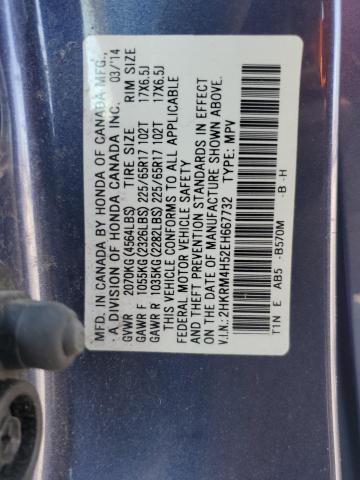 MFD. IN CANADA BY HONDA OF CANADA MFG.,
-A DIVISION OF HONDA CANADA INC. 03/'14
GVWR 2070KG(4564LBS) TIRE SIZE RIM SIZE
GAWR F 1055KG(2326LBS) 225/65R17 102T 17X6.5J
GAWR R 1035KG(2282LBS) 225/65R17 102T 17X6.5J
THIS VEHICLE CONFORMS TO ALL APPLICABLE
FEDERAL MOTOR VEHICLE SAFETY, BUMPER,
AND THEFT PREVENTION STANDARDS IN EFFECT
ON THE DATE OF MANUFACTURE SHOWN ABOVE.
V.I.N.: 2HKRM4H52EH667732 TYPE: MPV
T1N E AB5 -B570M -B -H